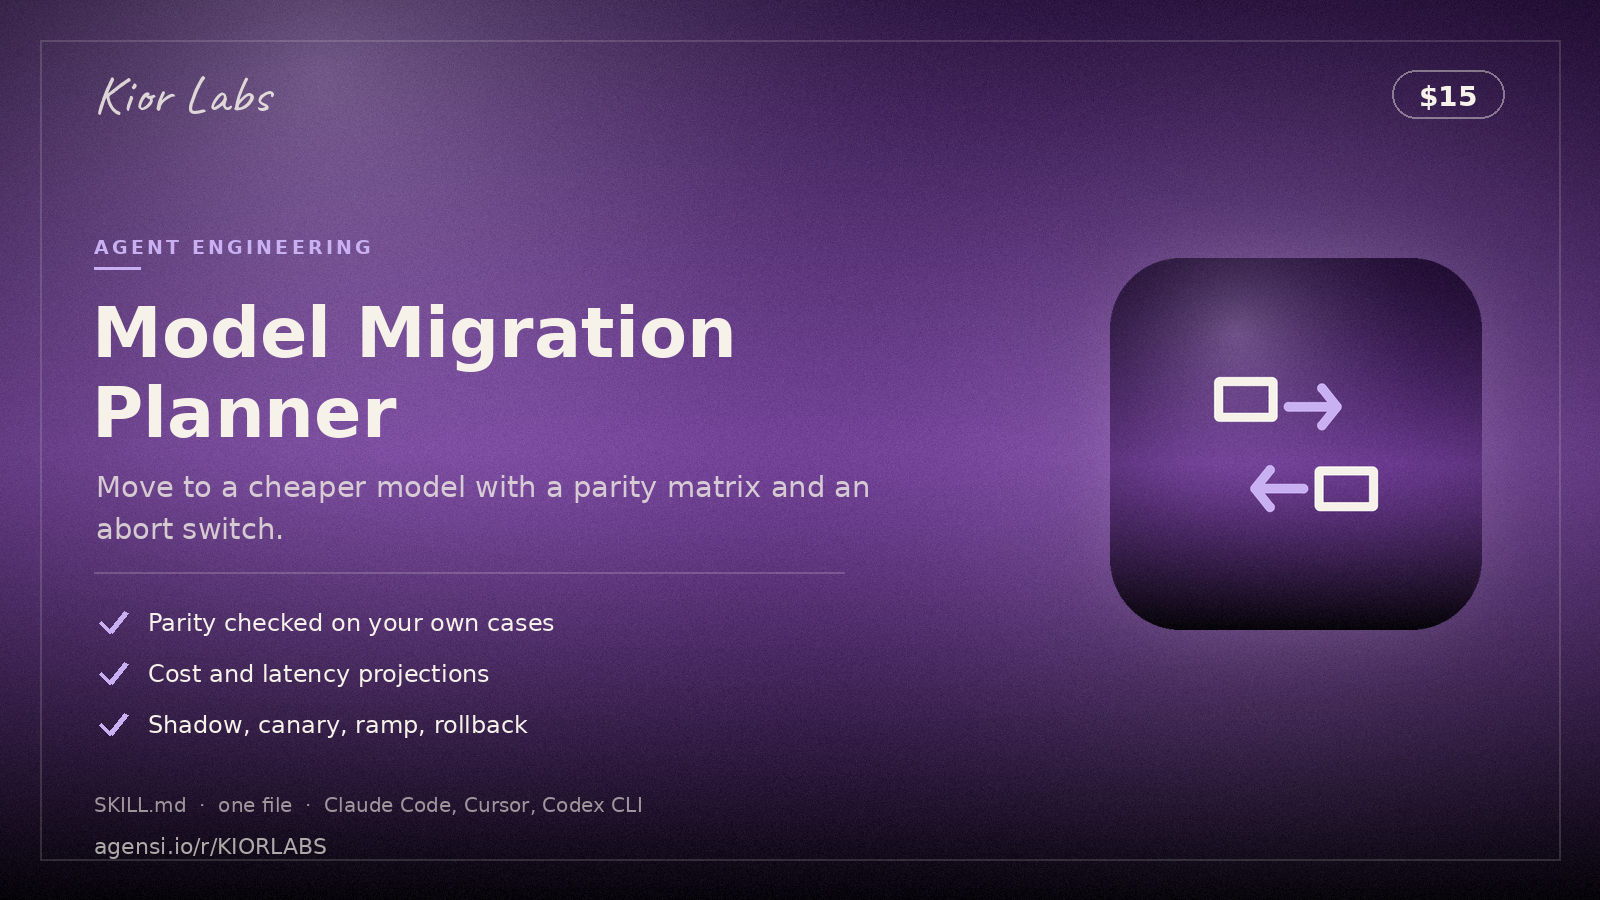 Kior Labs
$15
AGENT ENGINEERING
Model Migration
Planner
Move to a cheaper model with a parity matrix and an
abort switch.
Parity checked on your own cases
Cost and latency projections
Shadow, canary, ramp, rollback
SKILL.md · one file · Claude Code, Cursor, Codex CLI
agensi.io/r/KIORLABS